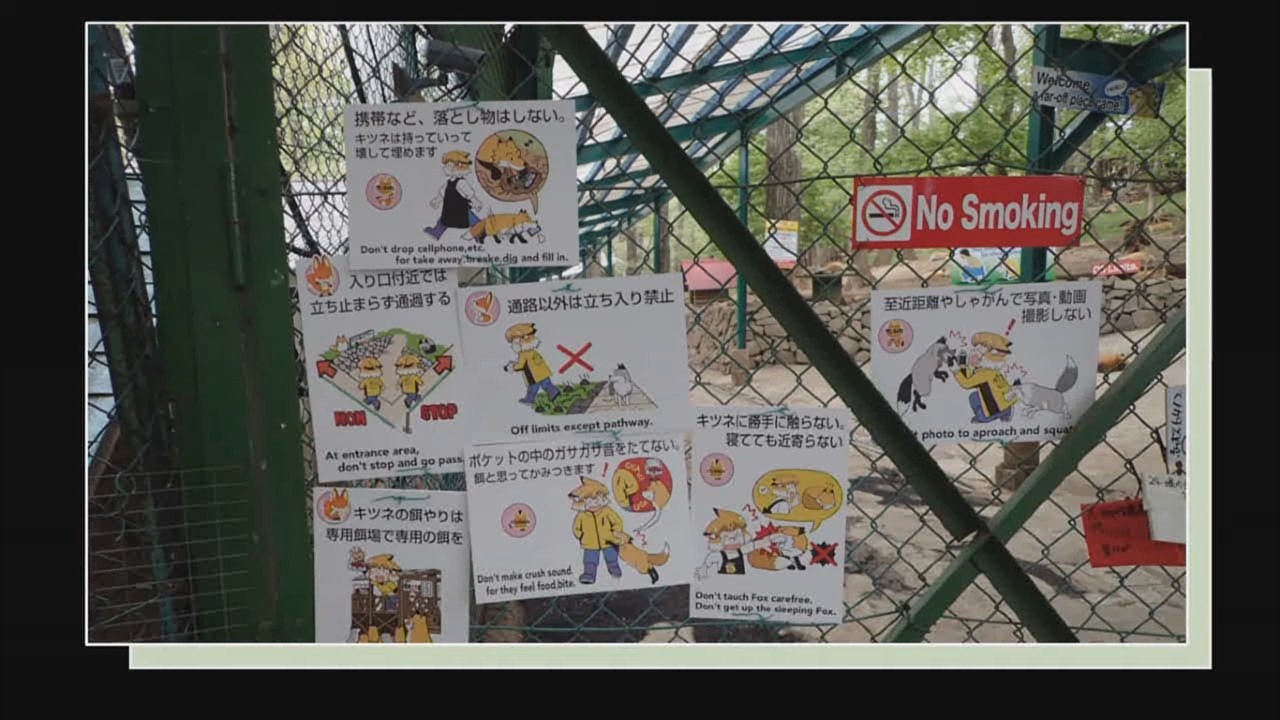 携帯など、落とし物はしない。
キツネは持っていって
壊して埋めます
Don't drop cellphone,etc.
for take away,breske,dig and fill in.
入り口付近では
立ち止まらず通過する
NON STOP
At entrance area,
don't stop and go pass
通路以外は立ち入り禁止
Off limits except pathway.
キツネの餌やりは
専用餌場で専用の餌を
ポケットの中のガサガサ音をたてない。
餌と思ってかみつきます
Don't make crush sound.
for they feel food,bite.
キツネに勝手に触らない。
寝てても近寄らない
Don't tauch Fox carefree.
Don't get up the sleeping Fox.
Welcome
far-off place came!
No Smoking
至近距離やしゃがんで写真・動画
撮影しない
photo to aproach and squat